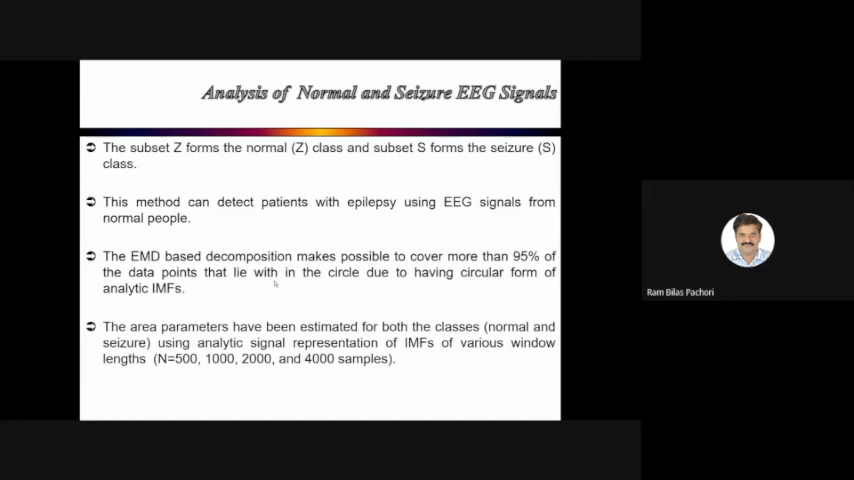 Analysis of Normal and Seizure EEG Signals
The subset Z forms the normal (Z) class and subset S forms the seizure (S)
class.
This method can detect patients with epilepsy using EEG signals from
normal people.
The EMD based decomposition makes possible to cover more than 95% of
the data points that lie with in the circle due to having circular form of
analytic IMFs.
The area parameters have been estimated for both the classes (normal and
seizure) using analytic signal representation of IMFs of various window
lengths (N=500, 1000, 2000, and 4000 samples).
Ram Bilas Pachori